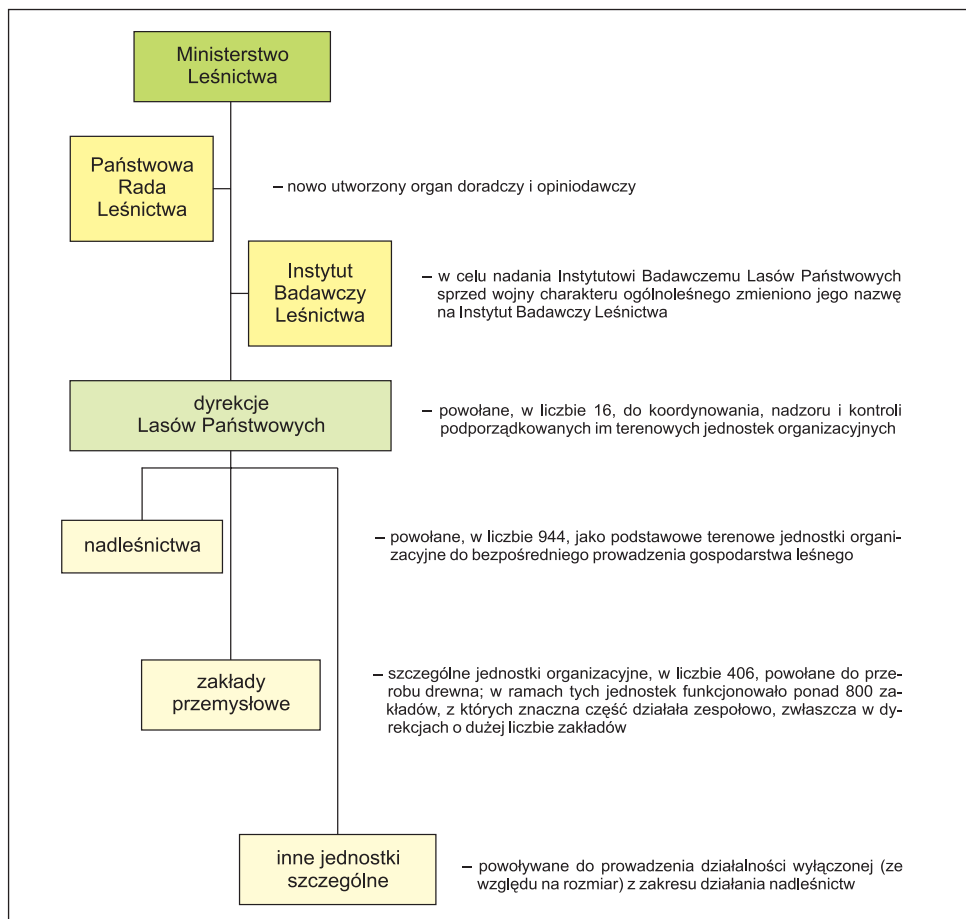 Ministerstwo
Leśnictwa
Państwowa
Rada
Leśnictwa
– nowo utworzony organ doradczy i opiniodawczy
Instytut
Badawczy
Leśnictwa
– w celu nadania Instytutowi Badawczemu Lasów Państwowych
sprzed wojny charakteru ogólnoleśnego zmieniono jego nazwę
na Instytut Badawczy Leśnictwa
dyrekcje
Lasów Państwowych
– powołane, w liczbie 16, do koordynowania, nadzoru i kontroli
podporządkowanych im terenowych jednostek organizacyjnych
nadleśnictwa
– powołane, w liczbie 944, jako podstawowe terenowe jednostki organi-
zacyjne do bezpośredniego prowadzenia gospodarstwa leśnego
zakłady
przemysłowe
– szczególne jednostki organizacyjne, w liczbie 406, powołane do prze-
robu drewna; w ramach tych jednostek funkcjonowało ponad 800 za-
kładów, z których znaczna część działała zespołowo, zwłaszcza w dy-
rekcjach o dużej liczbie zakładów
inne jednostki
szczególne
– powoływane do prowadzenia działalności wyłączonej (ze
względu na rozmiar) z zakresu działania nadleśnictw